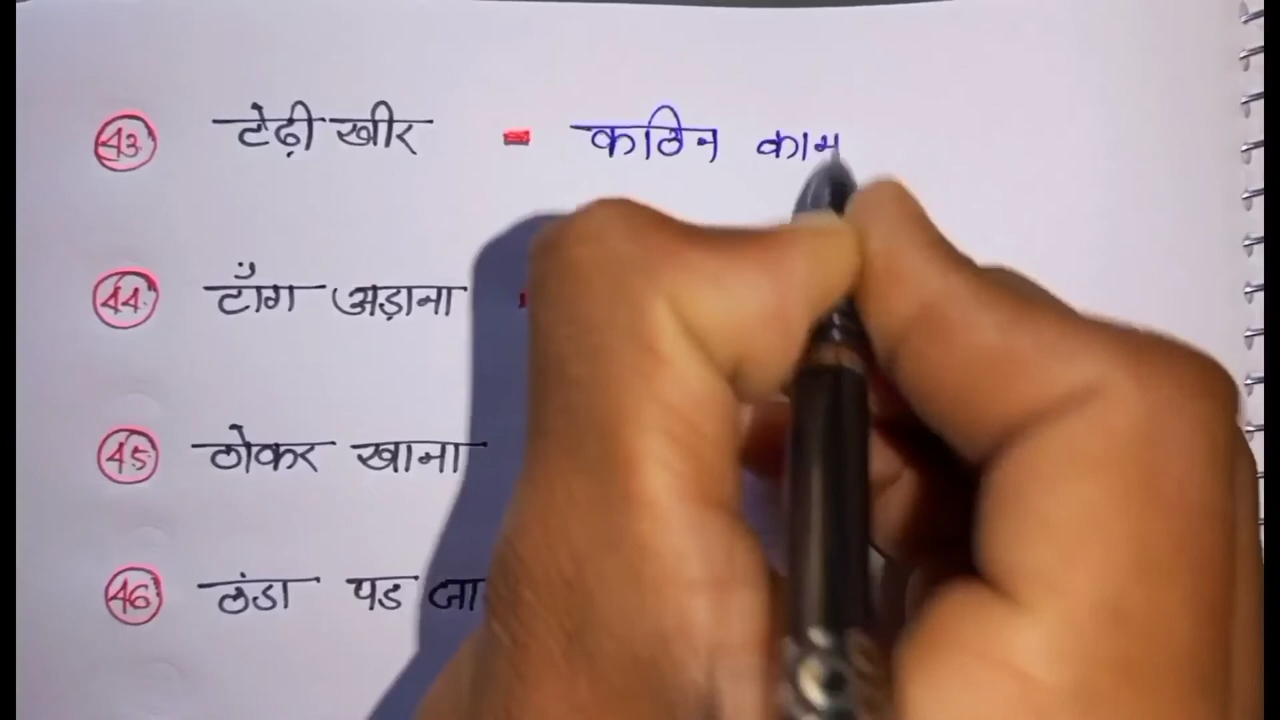 43 टेढ़ी खीर - कठिन काम
44 टाँग अड़ाना
45 ठोकर खाना
46 ठंडा पड जा